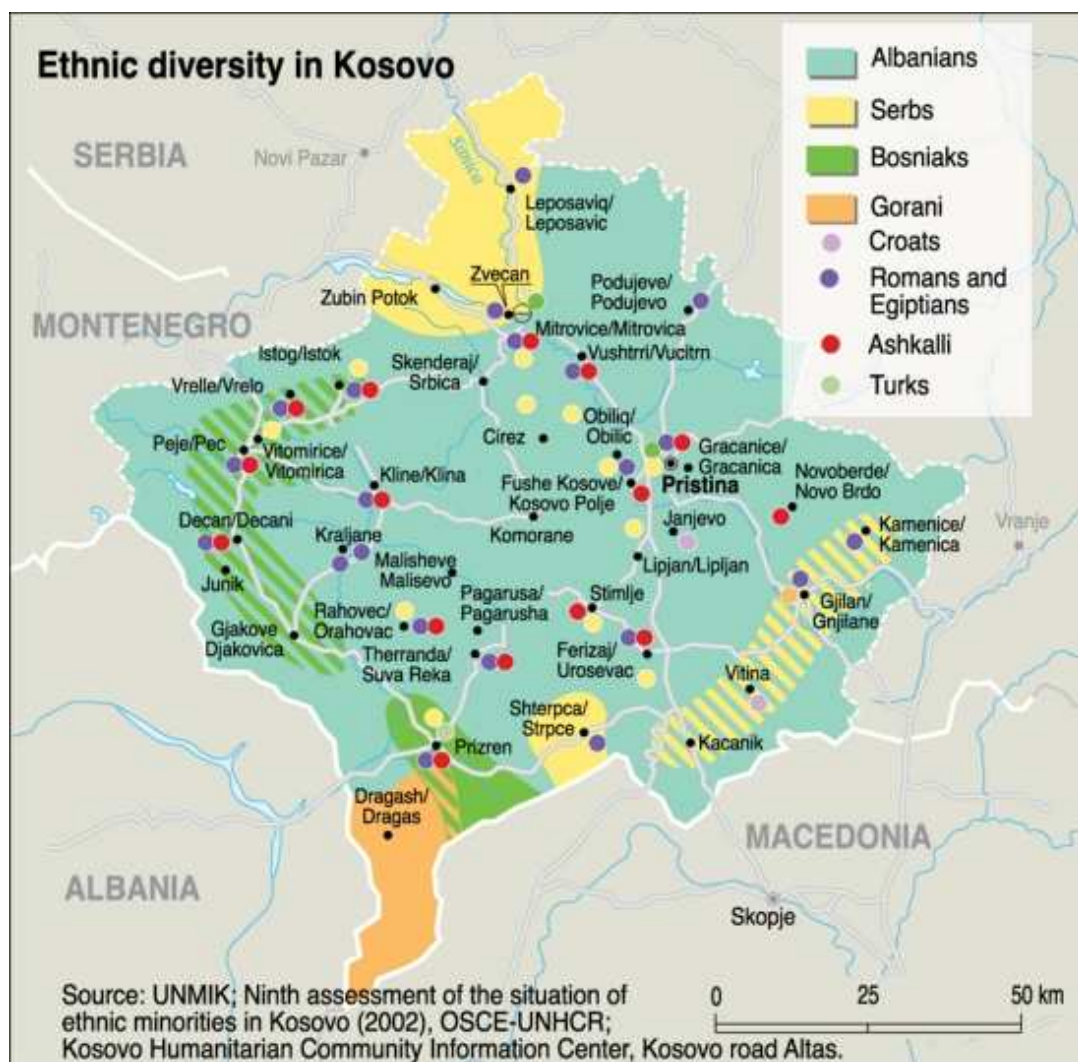 Ethnic diversity in Kosovo
Albanians
Serbs
Bosniaks
Gorani
Croats
Romans and
Egiptians
Ashkalli
Turks
SERBIA
Novi Pazar
Sanica
Leposaviq/
Leposavic
Zvecan
Zubin Potok
Podujeve/
Podujevo
MONTENEGRO
Mitrovice/Mitrovica
Istog/Istok
Skenderaj/
Srbica
Vushtrri/Vucitrn
Vrelle/Vrelo
Obiliq/
Obilic
Cirez
Peje/Pec
Vitomirice/
Vitomirica
Gracanice/
Gracanica
Kline/Klina
Fushe Kosove/
Kosovo Polje
Pristina
Novoberde/
Novo Brdo
Decan/Decani
Komorane
Janjevo
Kamenice/
Kamenica
Vranje
Kraljane
Malisheve
Malisevo
Lipjan/Lipljan
Junik
Pagarusa/
Pagarusha
Stimlje
Gjilan/
Gnjilane
Rahovec/
Orahovac
Gjakove
Djakovica
Therranda/
Suva Reka
Ferizaj/
Urosevac
Vitina
Shterpca/
Strpce
Prizren
Kacanik
Dragash/
Dragas
MACEDONIA
ALBANIA
Skopje
Source: UNMIK; Ninth assessment of the situation of
ethnic minorities in Kosovo (2002), OSCE-UNHCR;
Kosovo Humanitarian Community Information Center, Kosovo road Altas.
0 25 50 km